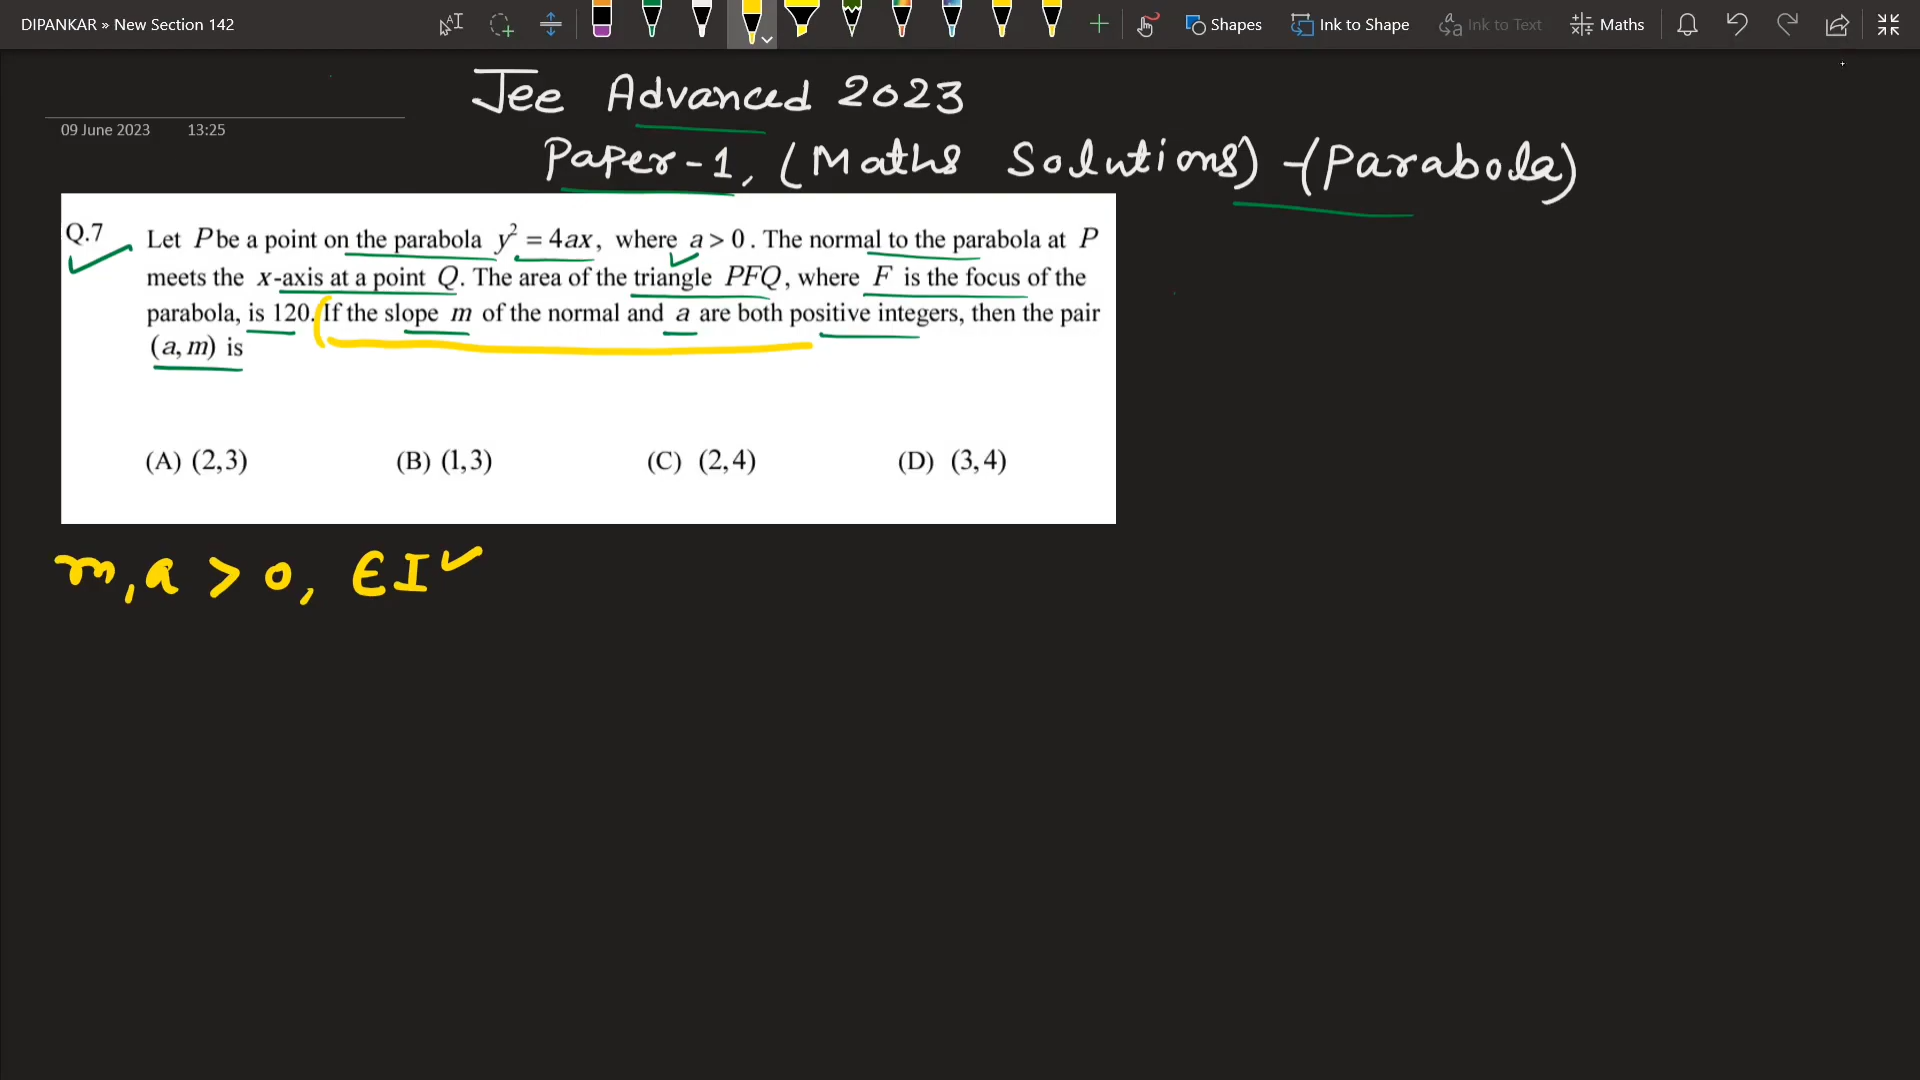 DIPANKAR » New Section 142
Shapes
Ink to Shape
Ink to Text
Maths
Jee Advanced 2023
09 June 2023 13:25
Paper-1, (Maths Solutions) -(Parabola)
Q.7 Let P be a point on the parabola y² = 4ax, where a > 0. The normal to the parabola at P
meets the x-axis at a point Q. The area of the triangle PFQ, where F is the focus of the
parabola, is 120. If the slope m of the normal and a are both positive integers, then the pair
(a, m) is
(A) (2,3) (B) (1,3) (C) (2,4) (D) (3,4)
m, a > 0, ∈ I ✓